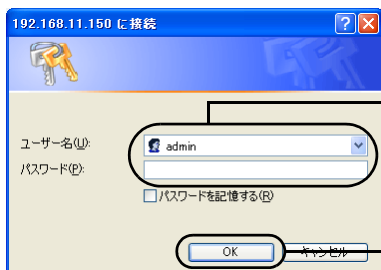 192.168.11.150 に接続
ユーザー名(U):
admin
パスワード(P):
パスワードを記憶する(R)
OK
キャンセル